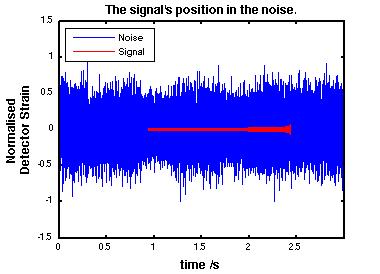 The signal's position in the noise.
1.5
Noise
Signal
1
0.5
Normalised
Detector Strain
0
-0.5
-1
-1.5
0
0.5
1
1.5
2
2.5
time /s